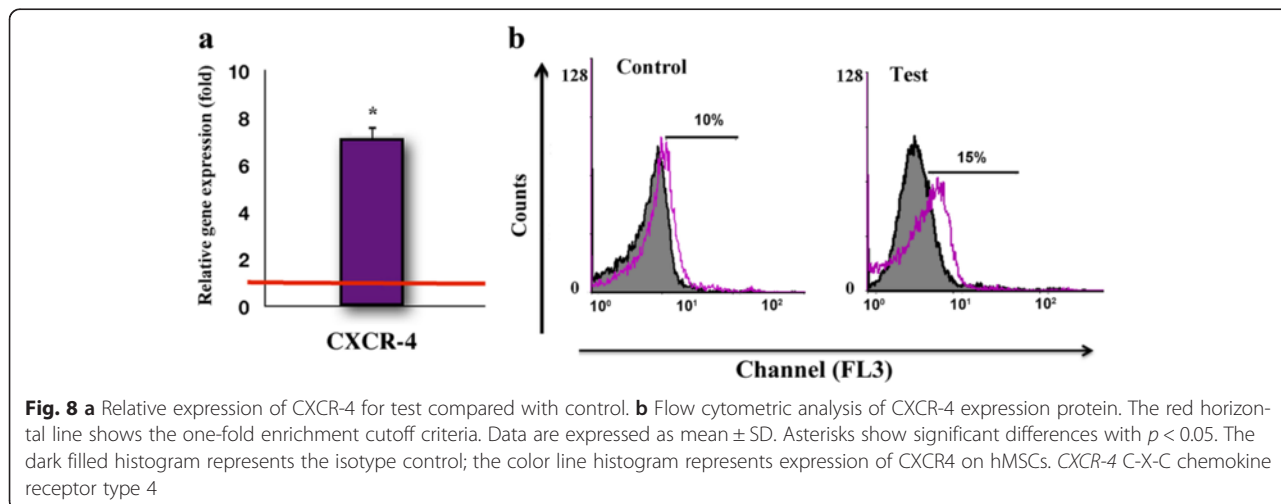 a
Relative gene expression (fold)
10
8
6
4
2
0
*
CXCR-4
b
Counts
128
Control
10%
0
10⁰
10¹
10²
128
Test
15%
0
10⁰
10¹
10²
Channel (FL3)
Fig. 8 a Relative expression of CXCR-4 for test compared with control. b Flow cytometric analysis of CXCR-4 expression protein. The red horizon-
tal line shows the one-fold enrichment cutoff criteria. Data are expressed as mean ± SD. Asterisks show significant differences with p < 0.05. The
dark filled histogram represents the isotype control; the color line histogram represents expression of CXCR4 on hMSCs. CXCR-4 C-X-C chemokine
receptor type 4